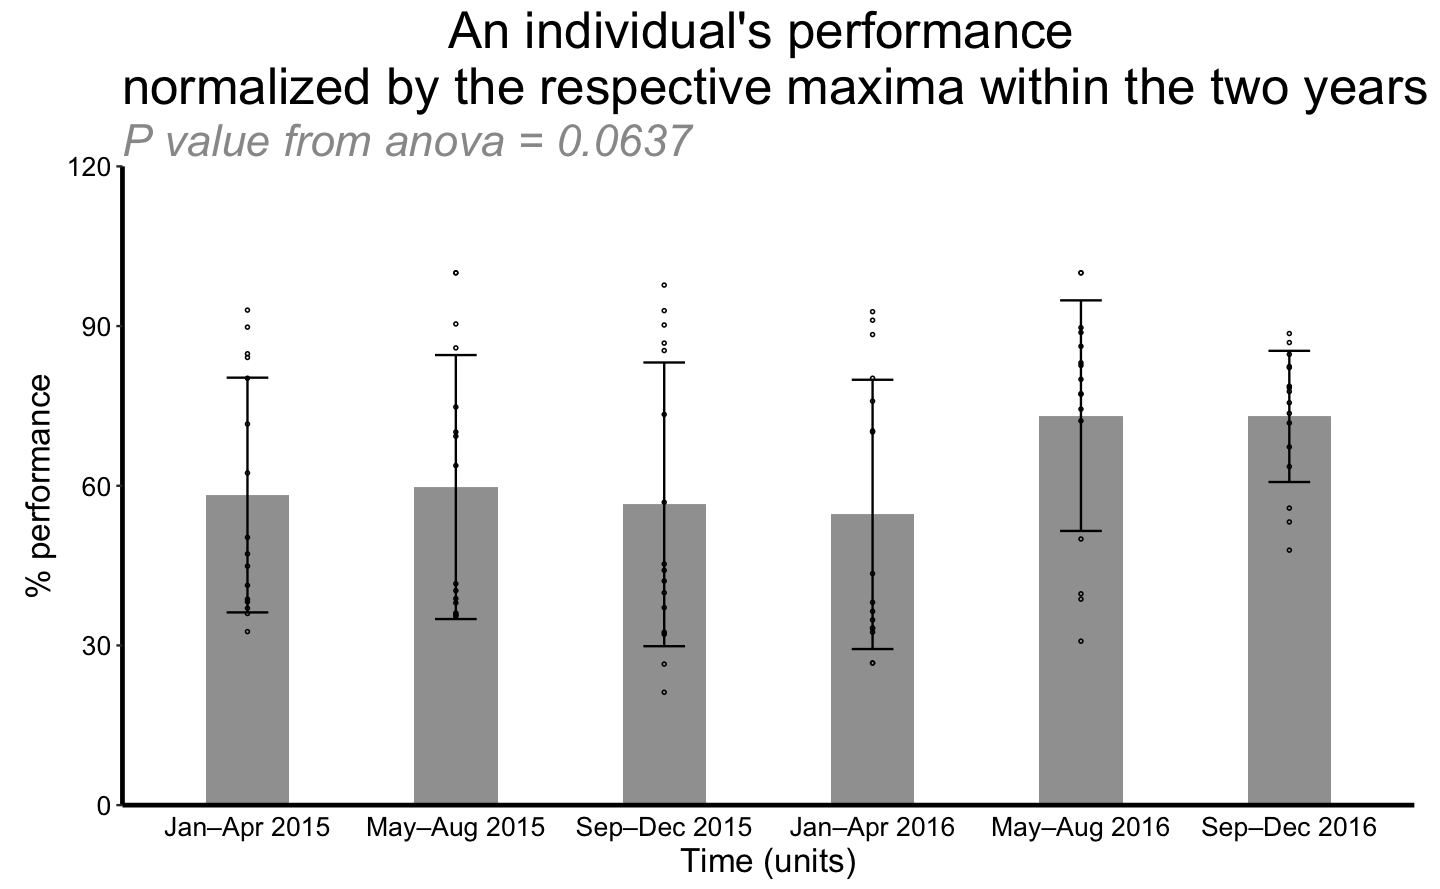 An individual's performance
normalized by the respective maxima within the two years
P value from anova = 0.0637
120
90
60
30
0
% performance
Jan–Apr 2015 May–Aug 2015 Sep–Dec 2015 Jan–Apr 2016 May–Aug 2016 Sep–Dec 2016
Time (units)